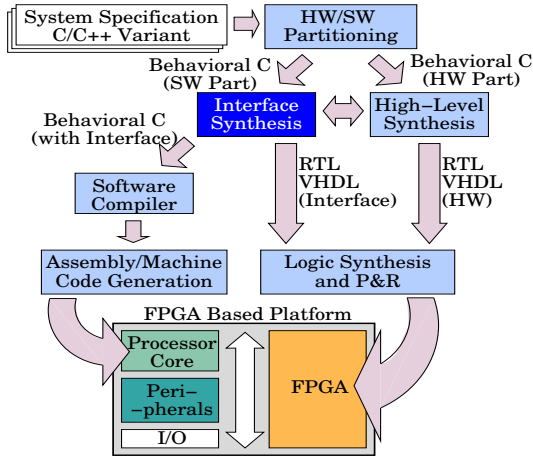 System Specification
C/C++ Variant
HW/SW
Partitioning
Behavioral C
(SW Part)
Behavioral C
(HW Part)
Interface
Synthesis
High-Level
Synthesis
Behavioral C
(with Interface)
RTL
VHDL
(Interface)
RTL
VHDL
(HW)
Software
Compiler
Assembly/Machine
Code Generation
Logic Synthesis
and P&R
FPGA Based Platform
Processor
Core
Peri-
-pherals
I/O
FPGA